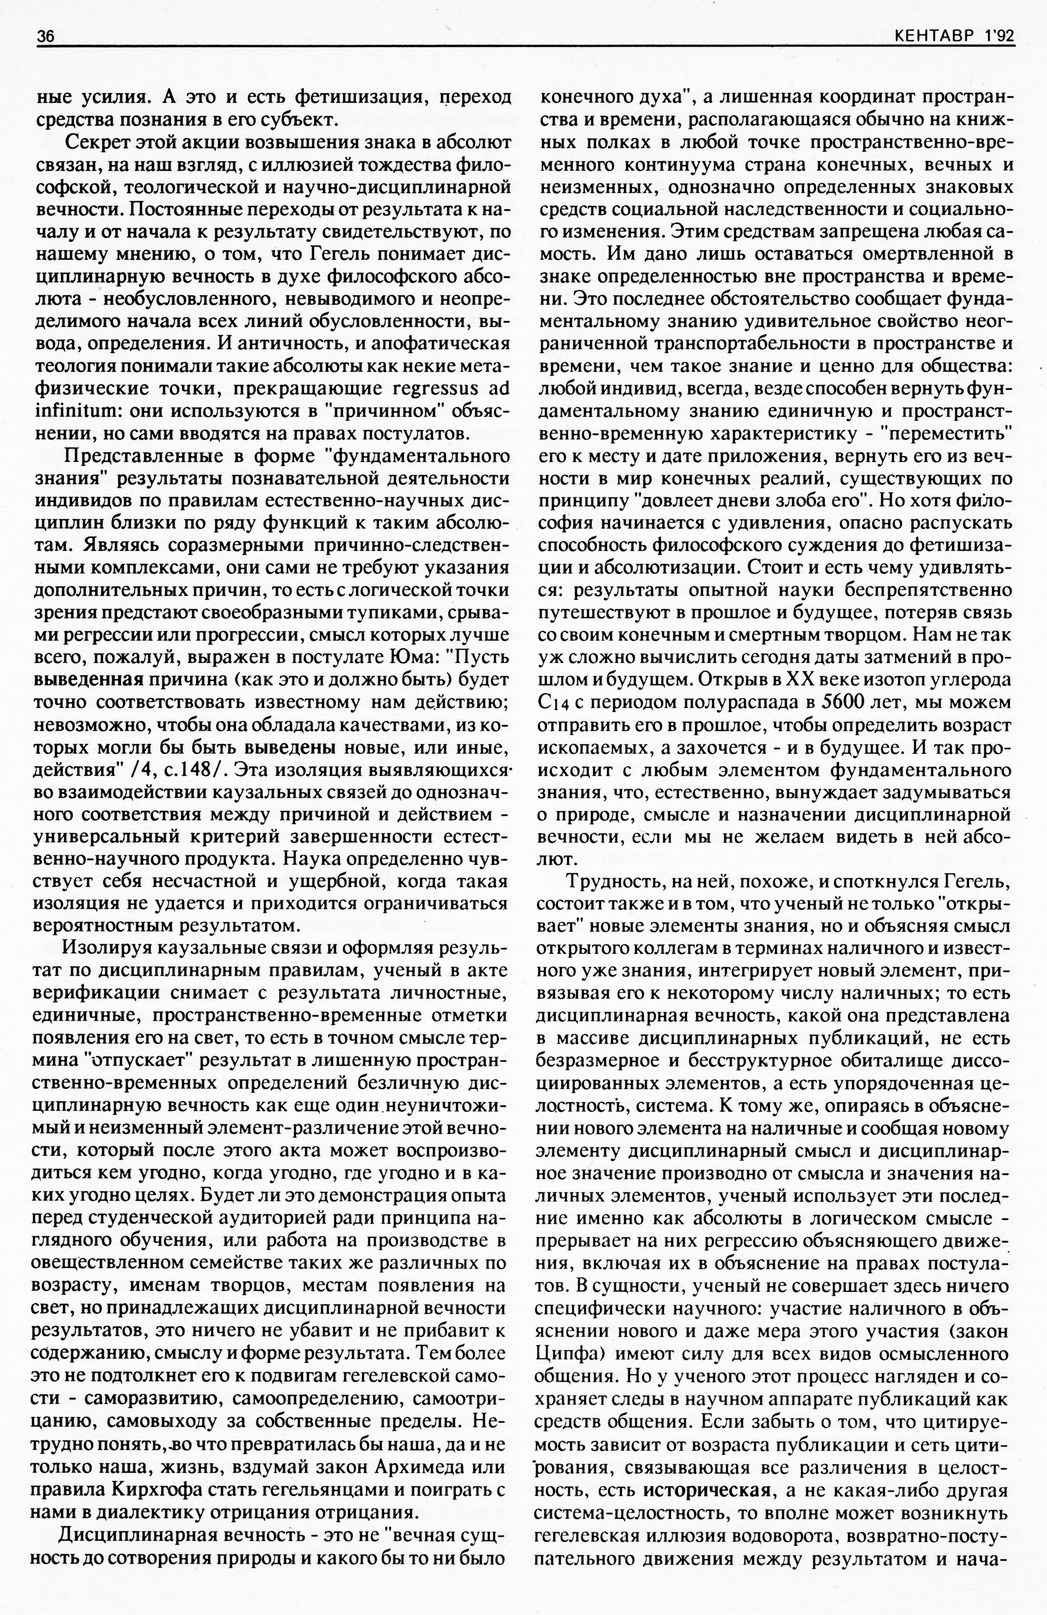 36
КЕНТАВР 1'92
ные усилия. А это и есть фетишизация, переход
средства познания в его субъект.
Секрет этой акции возвышения знака в абсолют
связан, на наш взгляд, с иллюзией тождества фило-
софской, теологической и научно-дисциплинарной
вечности. Постоянные переходы от результата к на-
чалу и от начала к результату свидетельствуют, по
нашему мнению, о том, что Гегель понимает дис-
циплинарную вечность в духе философского абсо-
люта - необусловленного, невыводимого и неопре-
делимого начала всех линий обусловленности, вы-
вода, определения. И античность, и апофатическая
теология понимали такие абсолюты как некие мета-
физические точки, прекращающие regressus ad
infinitum: они используются в "причинном" объяс-
нении, но сами вводятся на правах постулатов.
Представленные в форме "фундаментального
знания" результаты познавательной деятельности
индивидов по правилам естественно-научных дис-
циплин близки по ряду функций к таким абсолю-
там. Являясь соразмерными причинно-следствен-
ными комплексами, они сами не требуют указания
дополнительных причин, то есть с логической точки
зрения предстают своеобразными тупиками, срыва-
ми регрессии или прогрессии, смысл которых лучше
всего, пожалуй, выражен в постулате Юма: "Пусть
выведенная причина (как это и должно быть) будет
точно соответствовать известному нам действию;
невозможно, чтобы она обладала качествами, из ко-
торых могли бы быть выведены новые, или иные,
действия" /4, с.148/. Эта изоляция выявляющихся
во взаимодействии каузальных связей до однознач-
ного соответствия между причиной и действием -
универсальный критерий завершенности естест-
венно-научного продукта. Наука определенно чув-
ствует себя несчастной и ущербной, когда такая
изоляция не удается и приходится ограничиваться
вероятностным результатом.
Изолируя каузальные связи и оформляя резуль-
тат по дисциплинарным правилам, ученый в акте
верификации снимает с результата личностные,
единичные, пространственно-временные отметки
появления его на свет, то есть в точном смысле тер-
мина "отпускает" результат в лишенную простран-
ственно-временных определений безличную дис-
циплинарную вечность как еще один неуничтожи-
мый и неизменный элемент-различение этой вечно-
сти, который после этого акта может воспроизво-
диться кем угодно, когда угодно, где угодно и в ка-
ких угодно целях. Будет ли это демонстрация опыта
перед студенческой аудиторией ради принципа на-
глядного обучения, или работа на производстве в
овеществленном семействе таких же различных по
возрасту, именам творцов, местам появления на
свет, но принадлежащих дисциплинарной вечности
результатов, это ничего не убавит и не прибавит к
содержанию, смыслу и форме результата. Тем более
это не подтолкнет его к подвигам гегелевской само-
сти - саморазвитию, самоопределению, самоотри-
цанию, самовыходу за собственные пределы. Не-
трудно понять, во что превратилась бы наша, да и не
только наша, жизнь, вздумай закон Архимеда или
правила Кирхгофа стать гегельянцами и поиграть с
нами в диалектику отрицания отрицания.
Дисциплинарная вечность - это не "вечная сущ-
ность до сотворения природы и какого бы то ни было
конечного духа", а лишенная координат простран-
ства и времени, располагающаяся обычно на книж-
ных полках в любой точке пространственно-вре-
менного континуума страна конечных, вечных и
неизменных, однозначно определенных знаковых
средств социальной наследственности и социально-
го изменения. Этим средствам запрещена любая са-
мость. Им дано лишь оставаться омертвленной в
знаке определенностью вне пространства и време-
ни. Это последнее обстоятельство сообщает фунда-
ментальному знанию удивительное свойство неог-
раниченной транспортабельности в пространстве и
времени, чем такое знание и ценно для общества:
любой индивид, всегда, везде способен вернуть фун-
даментальному знанию единичную и пространст-
венно-временную характеристику - "переместить"
его к месту и дате приложения, вернуть его из веч-
ности в мир конечных реалий, существующих по
принципу "довлеет дневи злоба его". Но хотя фило-
софия начинается с удивления, опасно распускать
способность философского суждения до фетишиза-
ции и абсолютизации. Стоит и есть чему удивлять-
ся: результаты опытной науки беспрепятственно
путешествуют в прошлое и будущее, потеряв связь
со своим конечным и смертным творцом. Нам не так
уж сложно вычислить сегодня даты затмений в про-
шлом и будущем. Открыв в XX веке изотоп углерода
C14 с периодом полураспада в 5600 лет, мы можем
отправить его в прошлое, чтобы определить возраст
ископаемых, а захочется - и в будущее. И так про-
исходит с любым элементом фундаментального
знания, что, естественно, вынуждает задумываться
о природе, смысле и назначении дисциплинарной
вечности, если мы не желаем видеть в ней абсо-
лют.
Трудность, на ней, похоже, и споткнулся Гегель,
состоит также и в том, что ученый не только "откры-
вает" новые элементы знания, но и объясняя смысл
открытого коллегам в терминах наличного и извест-
ного уже знания, интегрирует новый элемент, при-
вязывая его к некоторому числу наличных; то есть
дисциплинарная вечность, какой она представлена
в массиве дисциплинарных публикаций, не есть
безразмерное и бесструктурное обиталище диссо-
циированных элементов, а есть упорядоченная це-
лостность, система. К тому же, опираясь в объясне-
нии нового элемента на наличные и сообщая новому
элементу дисциплинарный смысл и дисциплинар-
ное значение производно от смысла и значения на-
личных элементов, ученый использует эти послед-
ние именно как абсолюты в логическом смысле -
прерывает на них регрессию объясняющего движе-
ния, включая их в объяснение на правах постула-
тов. В сущности, ученый не совершает здесь ничего
специфически научного: участие наличного в объ-
яснении нового и даже мера этого участия (закон
Ципфа) имеют силу для всех видов осмысленного
общения. Но у ученого этот процесс нагляден и со-
храняет следы в научном аппарате публикаций как
средств общения. Если забыть о том, что цитируе-
мость зависит от возраста публикации и сеть цити-
рования, связывающая все различения в целост-
ность, есть историческая, а не какая-либо другая
система-целостность, то вполне может возникнуть
гегелевская иллюзия водоворота, возвратно-посту-
пательного движения между результатом и нача-